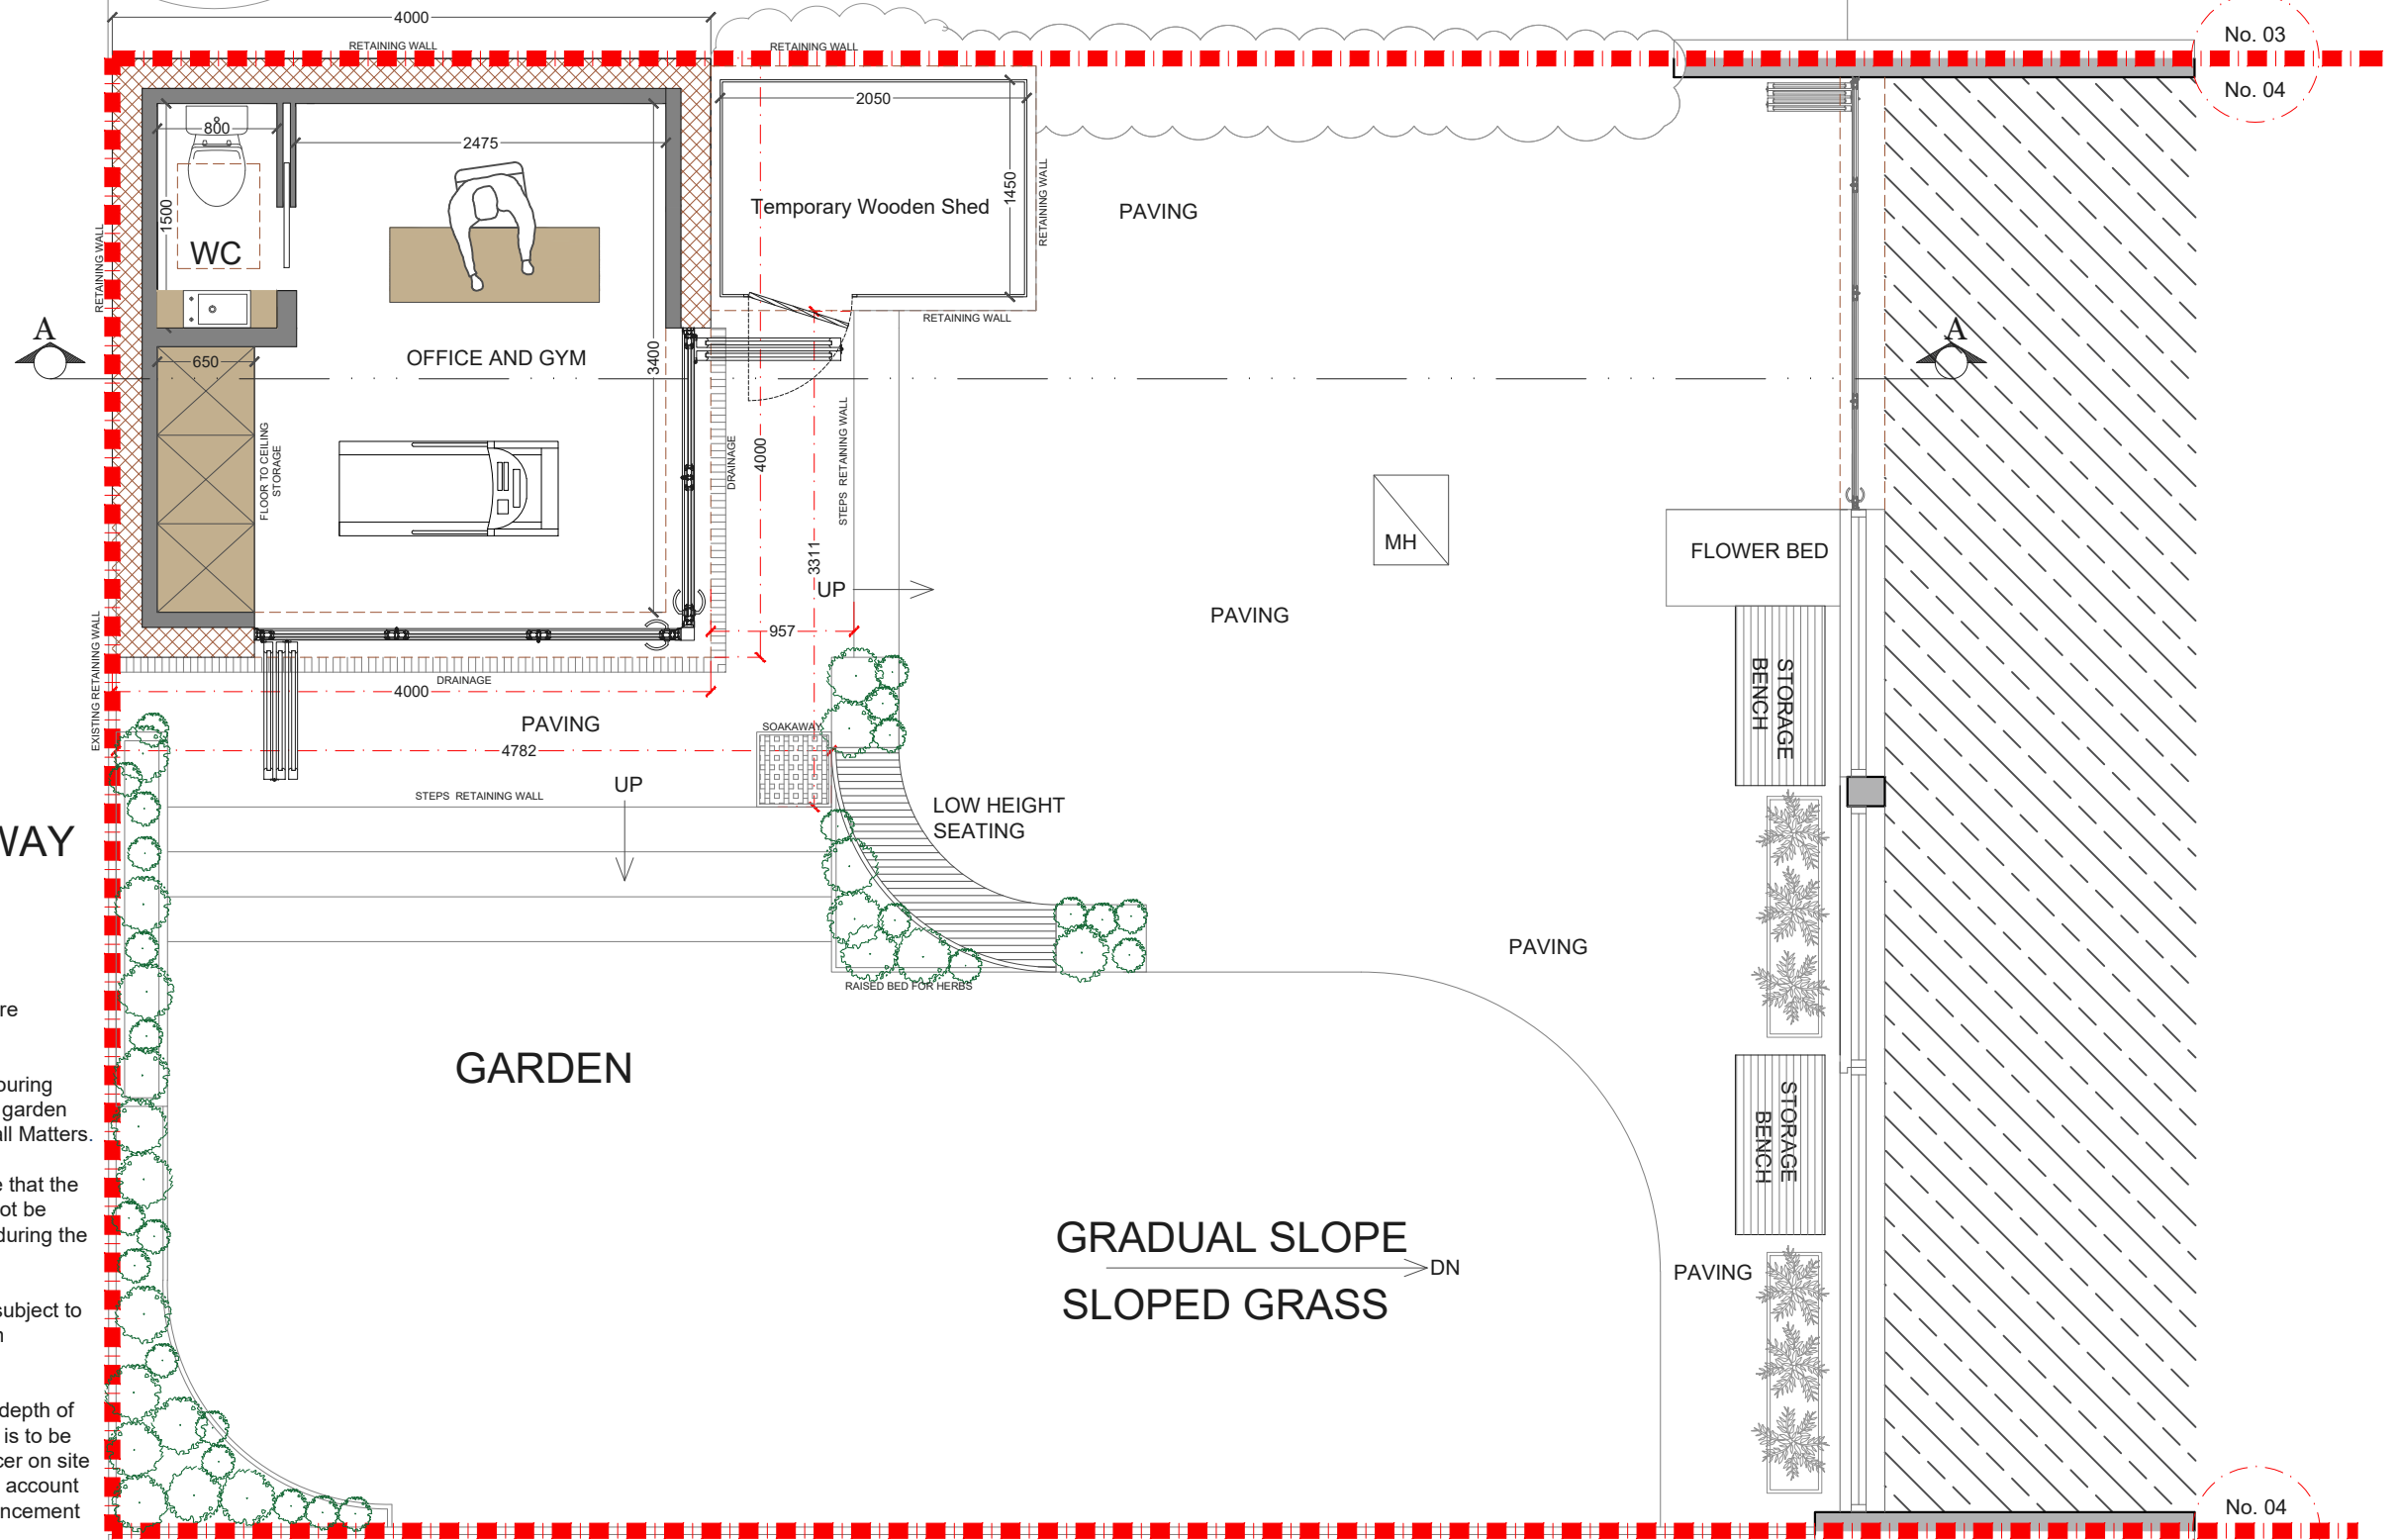 4000
No. 03
RETAINING WALL
RETAINING WALL
No. 04
2050
800
2475
1450
RETAINING WALL
1500
Temporary Wooden Shed
PAVING
WC
RETAINING WALL
RETAINING WALL
A
A
650
OFFICE AND GYM
3400
FLOOR TO CEILING
STORAGE
DRAINAGE
4000
STEPS RETAINING WALL
3311
MH
FLOWER BED
UP
PAVING
957
EXISTING RETAINING WALL
DRAINAGE
4000
STORAGE
BENCH
PAVING
SOAKAWAY
4782
UP
STEPS RETAINING WALL
LOW HEIGHT
SEATING
WAY
PAVING
RAISED BED FOR HERBS
re
GARDEN
ouring
garden
all Matters.
STORAGE
BENCH
e that the
ot be
during the
GRADUAL SLOPE
DN
PAVING
SLOPED GRASS
subject to
n
depth of
is to be
cer on site
account
ncement
No. 04